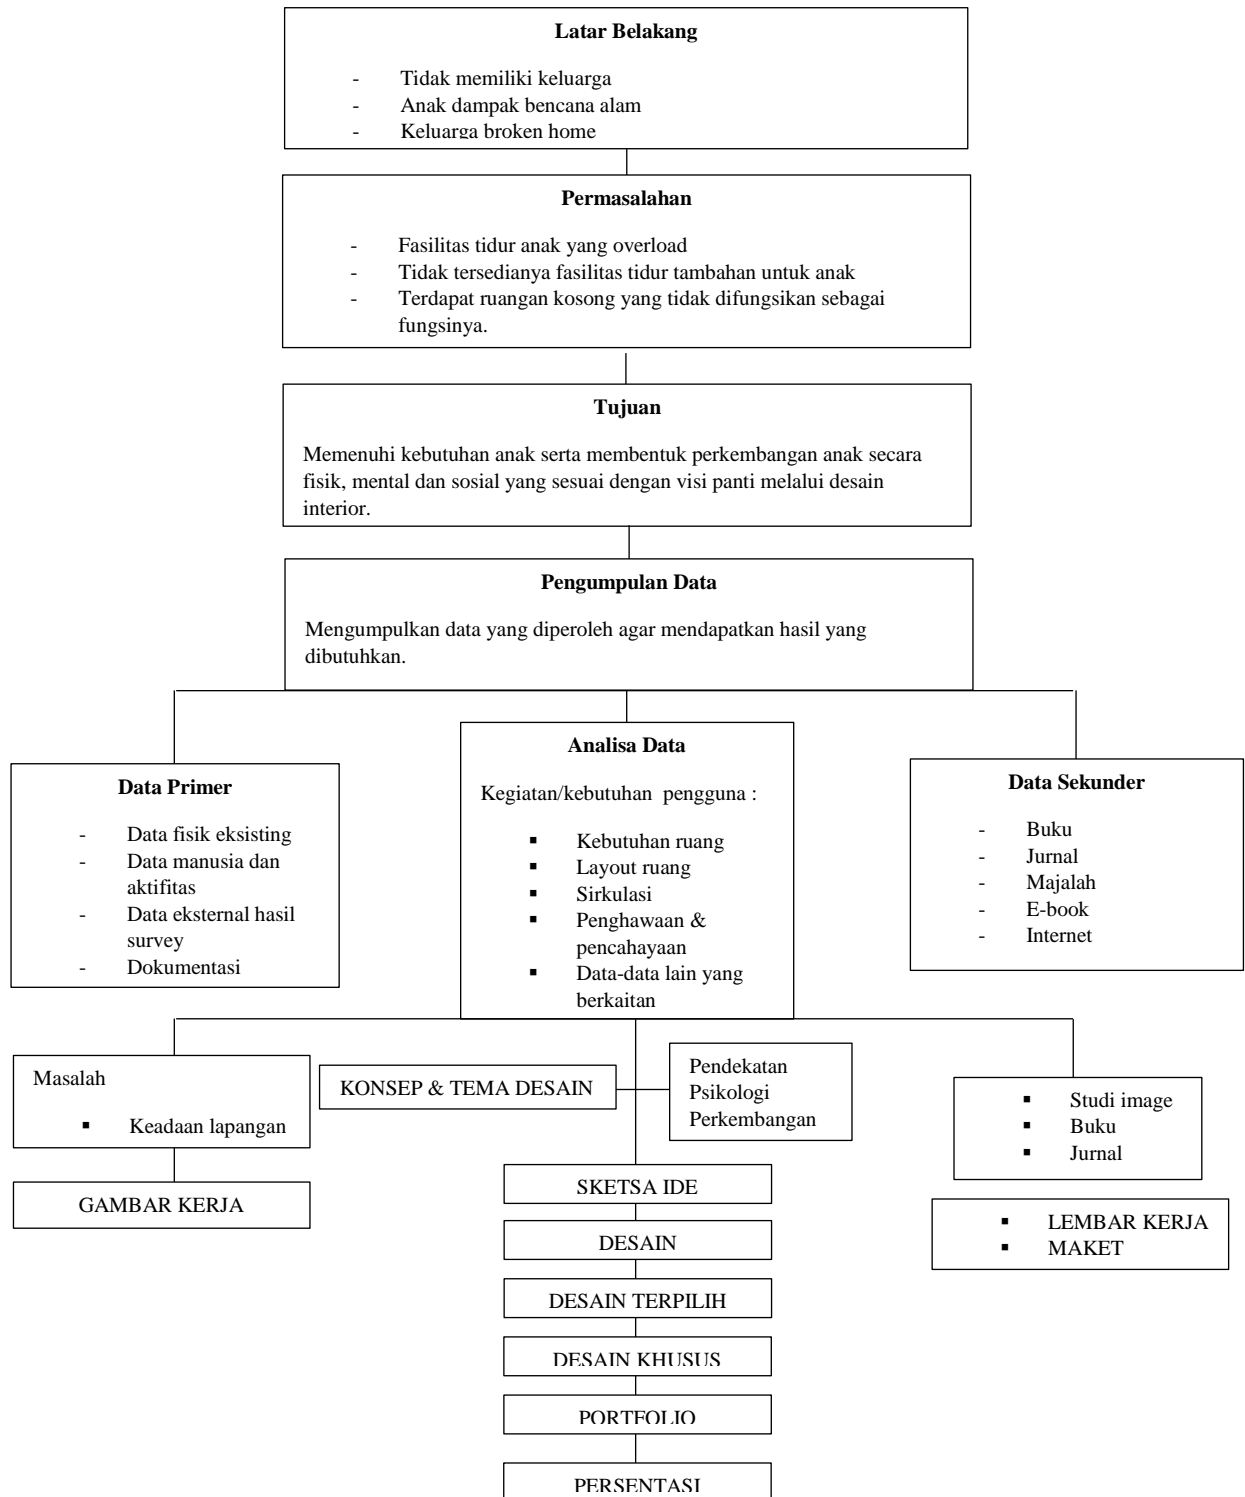 Latar Belakang
- Tidak memiliki keluarga
- Anak dampak bencana alam
- Keluarga broken home
Permasalahan
- Fasilitas tidur anak yang overload
- Tidak tersedianya fasilitas tidur tambahan untuk anak
- Terdapat ruangan kosong yang tidak difungsikan sebagai
fungsinya.
Tujuan
Memenuhi kebutuhan anak serta membentuk perkembangan anak secara
fisik, mental dan sosial yang sesuai dengan visi panti melalui desain
interior.
Pengumpulan Data
Mengumpulkan data yang diperoleh agar mendapatkan hasil yang
dibutuhkan.
Data Primer
- Data fisik eksisting
- Data manusia dan
aktifitas
- Data eksternal hasil
survey
- Dokumentasi
Analisa Data
Kegiatan/kebutuhan pengguna :
▪ Kebutuhan ruang
▪ Layout ruang
▪ Sirkulasi
▪ Penghawaan &
pencahayaan
▪ Data-data lain yang
berkaitan
Data Sekunder
- Buku
- Jurnal
- Majalah
- E-book
- Internet
Masalah
▪ Keadaan lapangan
GAMBAR KERJA
KONSEP & TEMA DESAIN
Pendekatan
Psikologi
Perkembangan
▪ Studi image
▪ Buku
▪ Jurnal
▪ LEMBAR KERJA
▪ MAKET
SKETSA IDE
DESAIN
DESAIN TERPILIH
DESAIN KHUSUS
PORTFOLIO
PERSENTASI